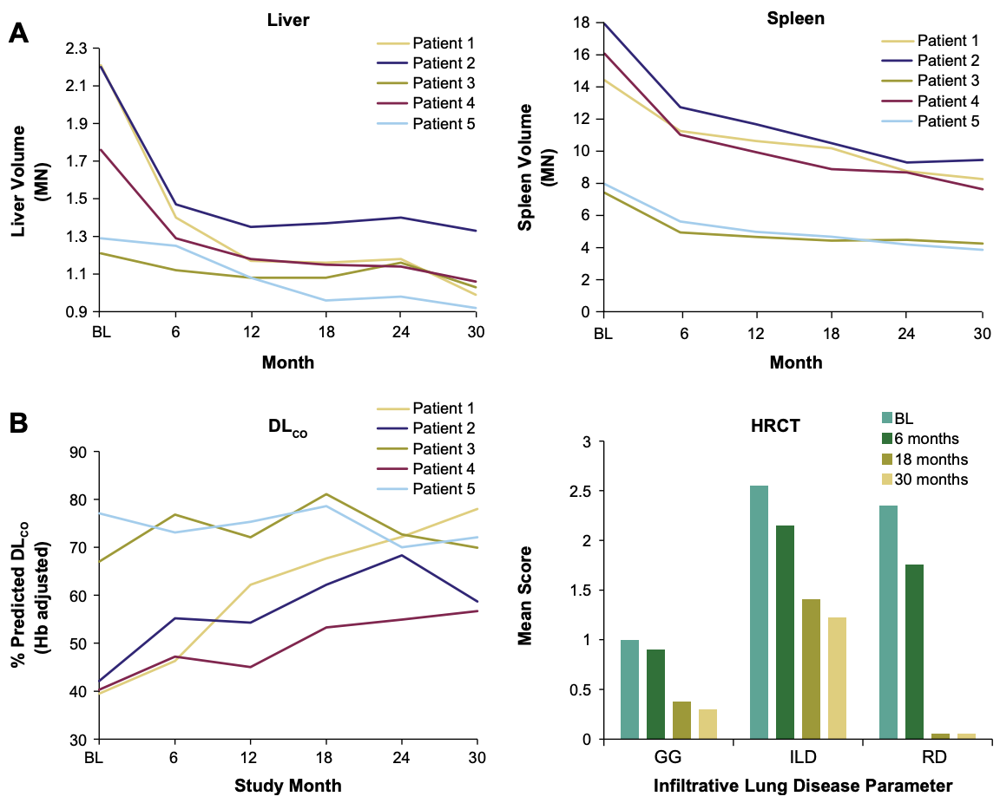 A
Liver
Patient 1
Patient 2
Patient 3
Patient 4
Patient 5
2.3
2.1
1.9
1.7
1.5
1.3
1.1
0.9
Liver Volume
(MN)
BL 6 12 18 24 30
Month
Spleen
Patient 1
Patient 2
Patient 3
Patient 4
Patient 5
18
16
14
12
10
8
6
4
2
0
Spleen Volume
(MN)
BL 6 12 18 24 30
Month
B
DLCO
Patient 1
Patient 2
Patient 3
Patient 4
Patient 5
90
80
70
60
50
40
30
% Predicted DLCO
(Hb adjusted)
BL 6 12 18 24 30
Study Month
HRCT
BL
6 months
18 months
30 months
3
2.5
2
1.5
1
0.5
0
Mean Score
GG ILD RD
Infiltrative Lung Disease Parameter